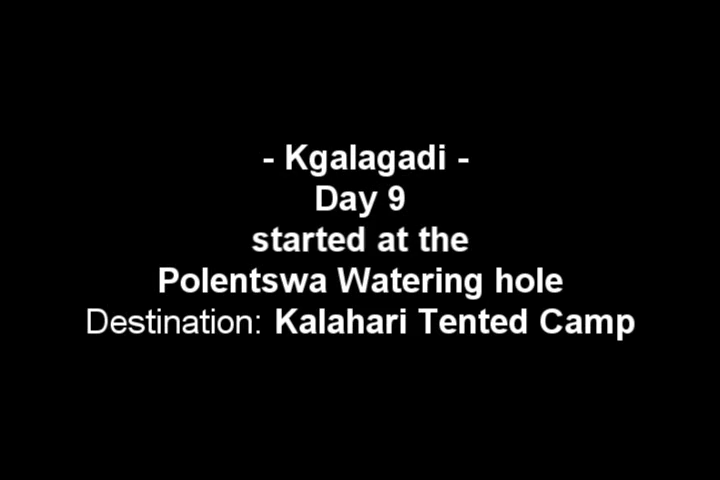 - Kgalagadi -
Day 9
started at the
Polentswa Watering hole
Destination: Kalahari Tented Camp